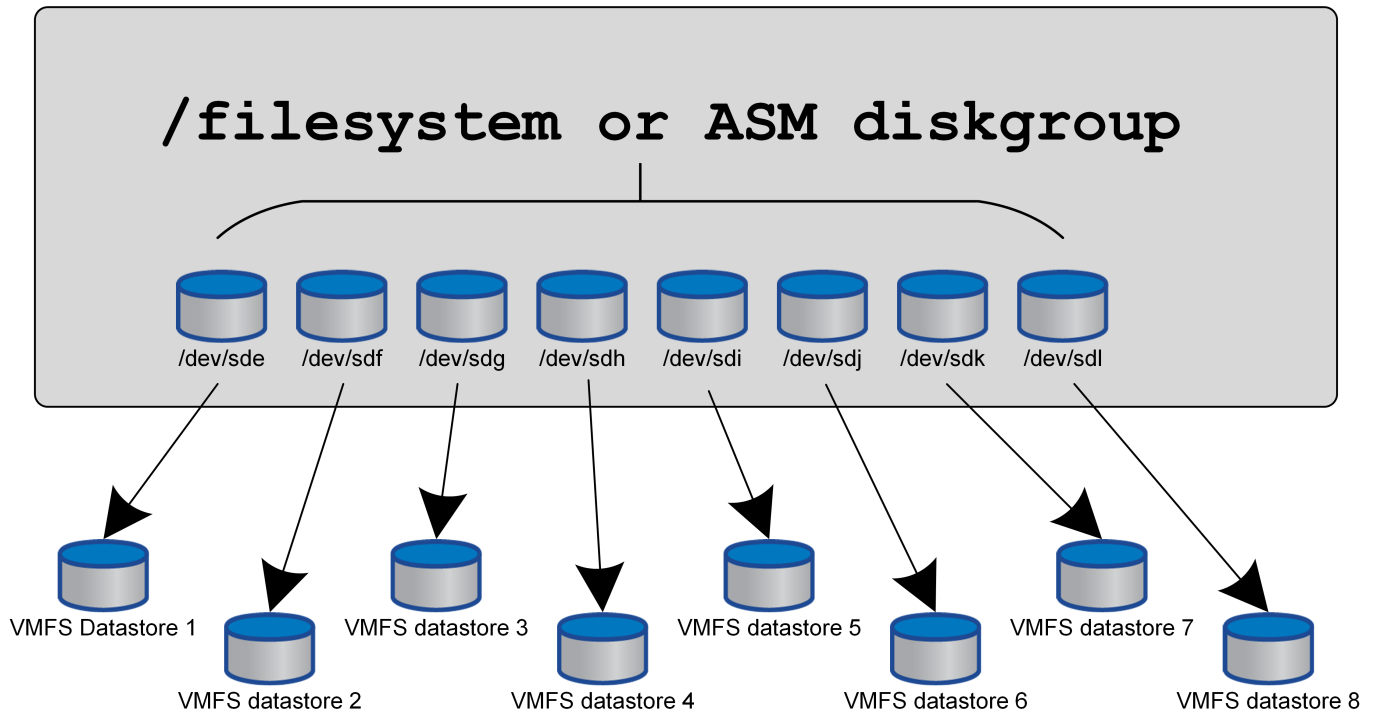 /filesystem or ASM diskgroup
/dev/sde /dev/sdf /dev/sdg /dev/sdh /dev/sdi /dev/sdj /dev/sdk /dev/sdl
VMFS Datastore 1 VMFS datastore 3 VMFS datastore 5 VMFS datastore 7
VMFS datastore 2 VMFS datastore 4 VMFS datastore 6 VMFS datastore 8